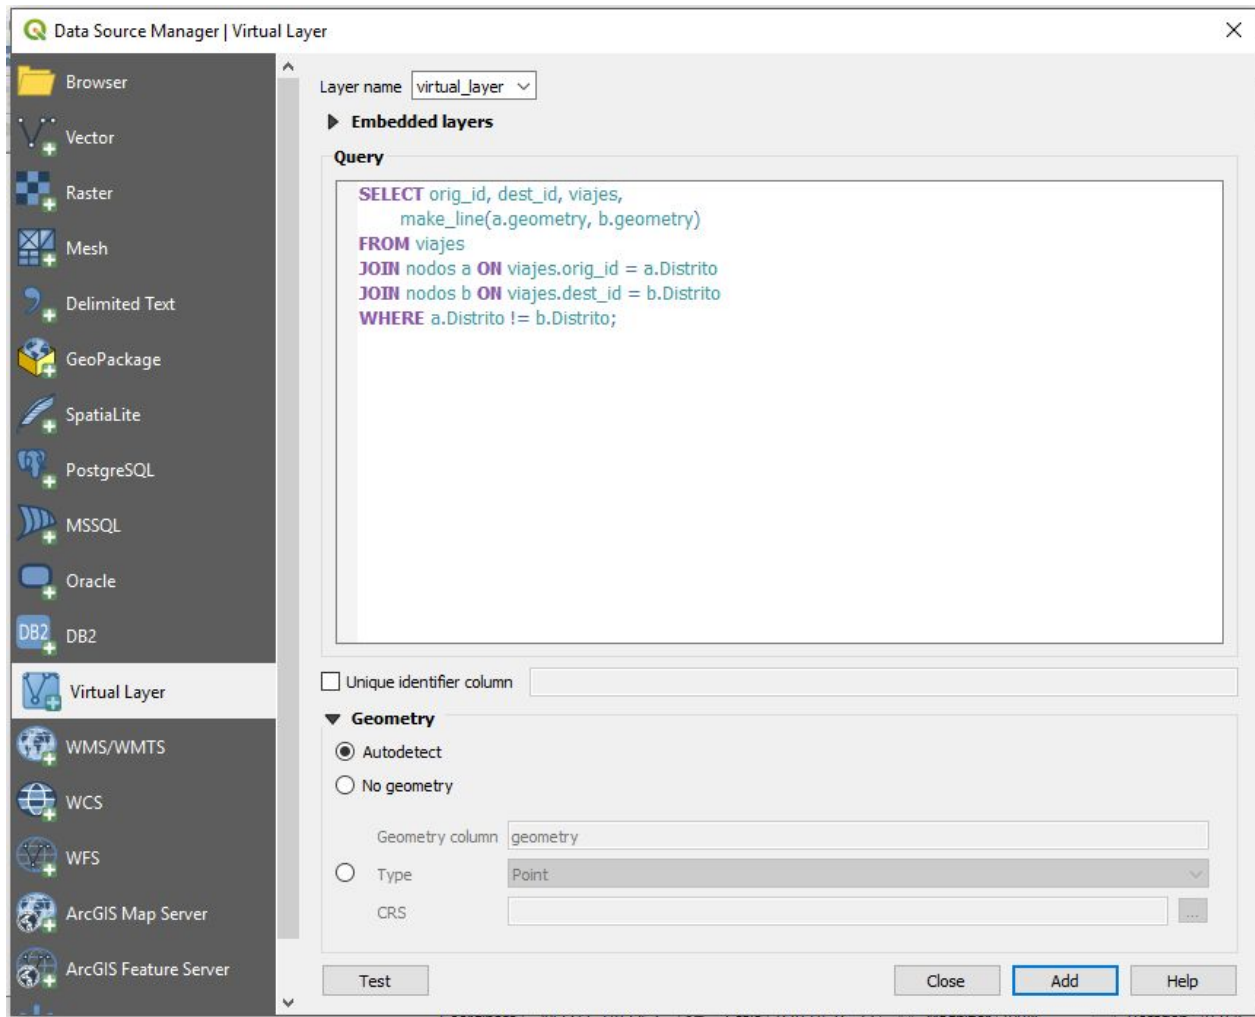 Data Source Manager | Virtual Layer
Browser
Vector
Raster
Mesh
Delimited Text
GeoPackage
SpatiaLite
PostgreSQL
MSSQL
Oracle
DB2
DB2
Virtual Layer
WMS/WMTS
WCS
WFS
ArcGIS Map Server
ArcGIS Feature Server
Layer name virtual_layer
Embedded layers
Query
SELECT orig_id, dest_id, viajes,
make_line(a.geometry, b.geometry)
FROM viajes
JOIN nodos a ON viajes.orig_id = a.Distrito
JOIN nodos b ON viajes.dest_id = b.Distrito
WHERE a.Distrito != b.Distrito;
Unique identifier column
Geometry
Autodetect
No geometry
Geometry column geometry
Type Point
CRS ...
Test Close Add Help